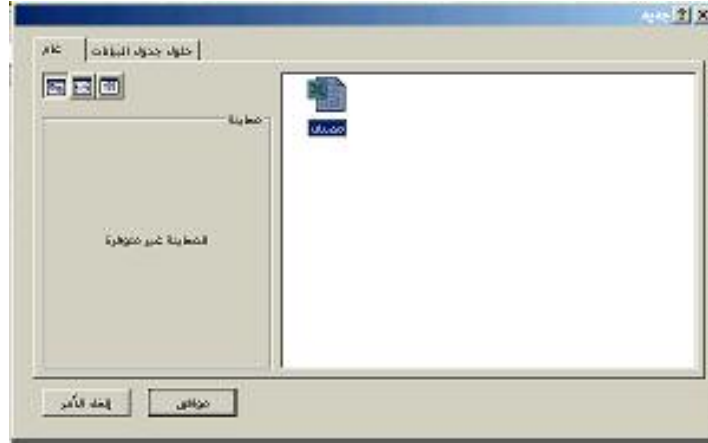 جديد
عام
حلول جدول البيانات
مصنف
معاينة
المعاينة غير متوفرة
موافق
إلغاء الأمر